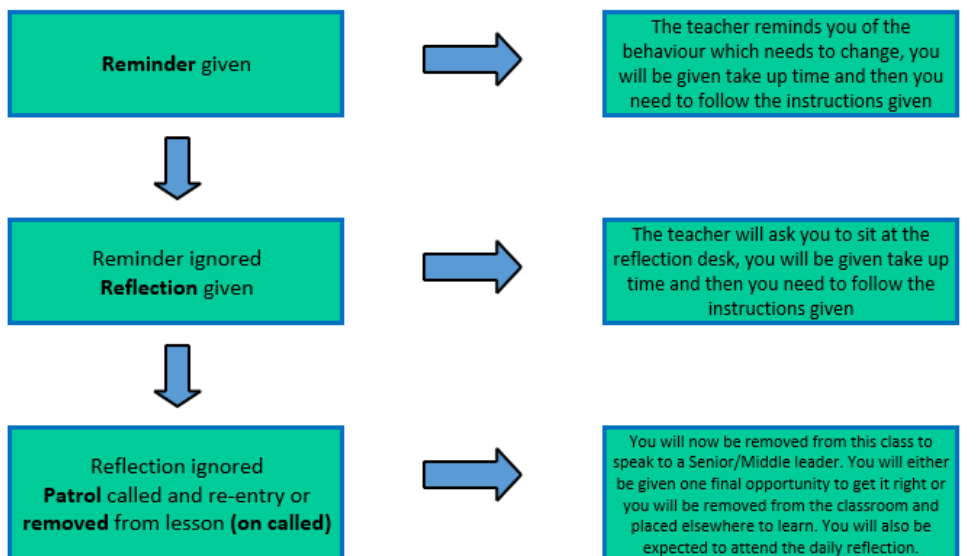 Reminder given
The teacher reminds you of the
behaviour which needs to change, you
will be given take up time and then you
need to follow the instructions given
Reminder ignored
Reflection given
The teacher will ask you to sit at the
reflection desk, you will be given take up
time and then you need to follow the
instructions given
Reflection ignored
Patrol called and re-entry or
removed from lesson (on called)
You will now be removed from this class to
speak to a Senior/Middle leader. You will either
be given one final opportunity to get it right or
you will be removed from the classroom and
placed elsewhere to learn. You will also be
expected to attend the daily reflection.